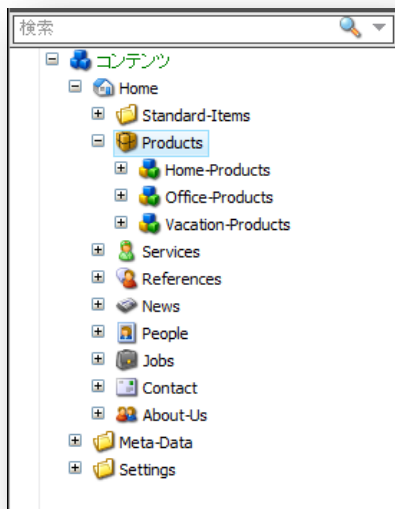 検索
コンテンツ
Home
Standard-Items
Products
Home-Products
Office-Products
Vacation-Products
Services
References
News
People
Jobs
Contact
About-Us
Meta-Data
Settings